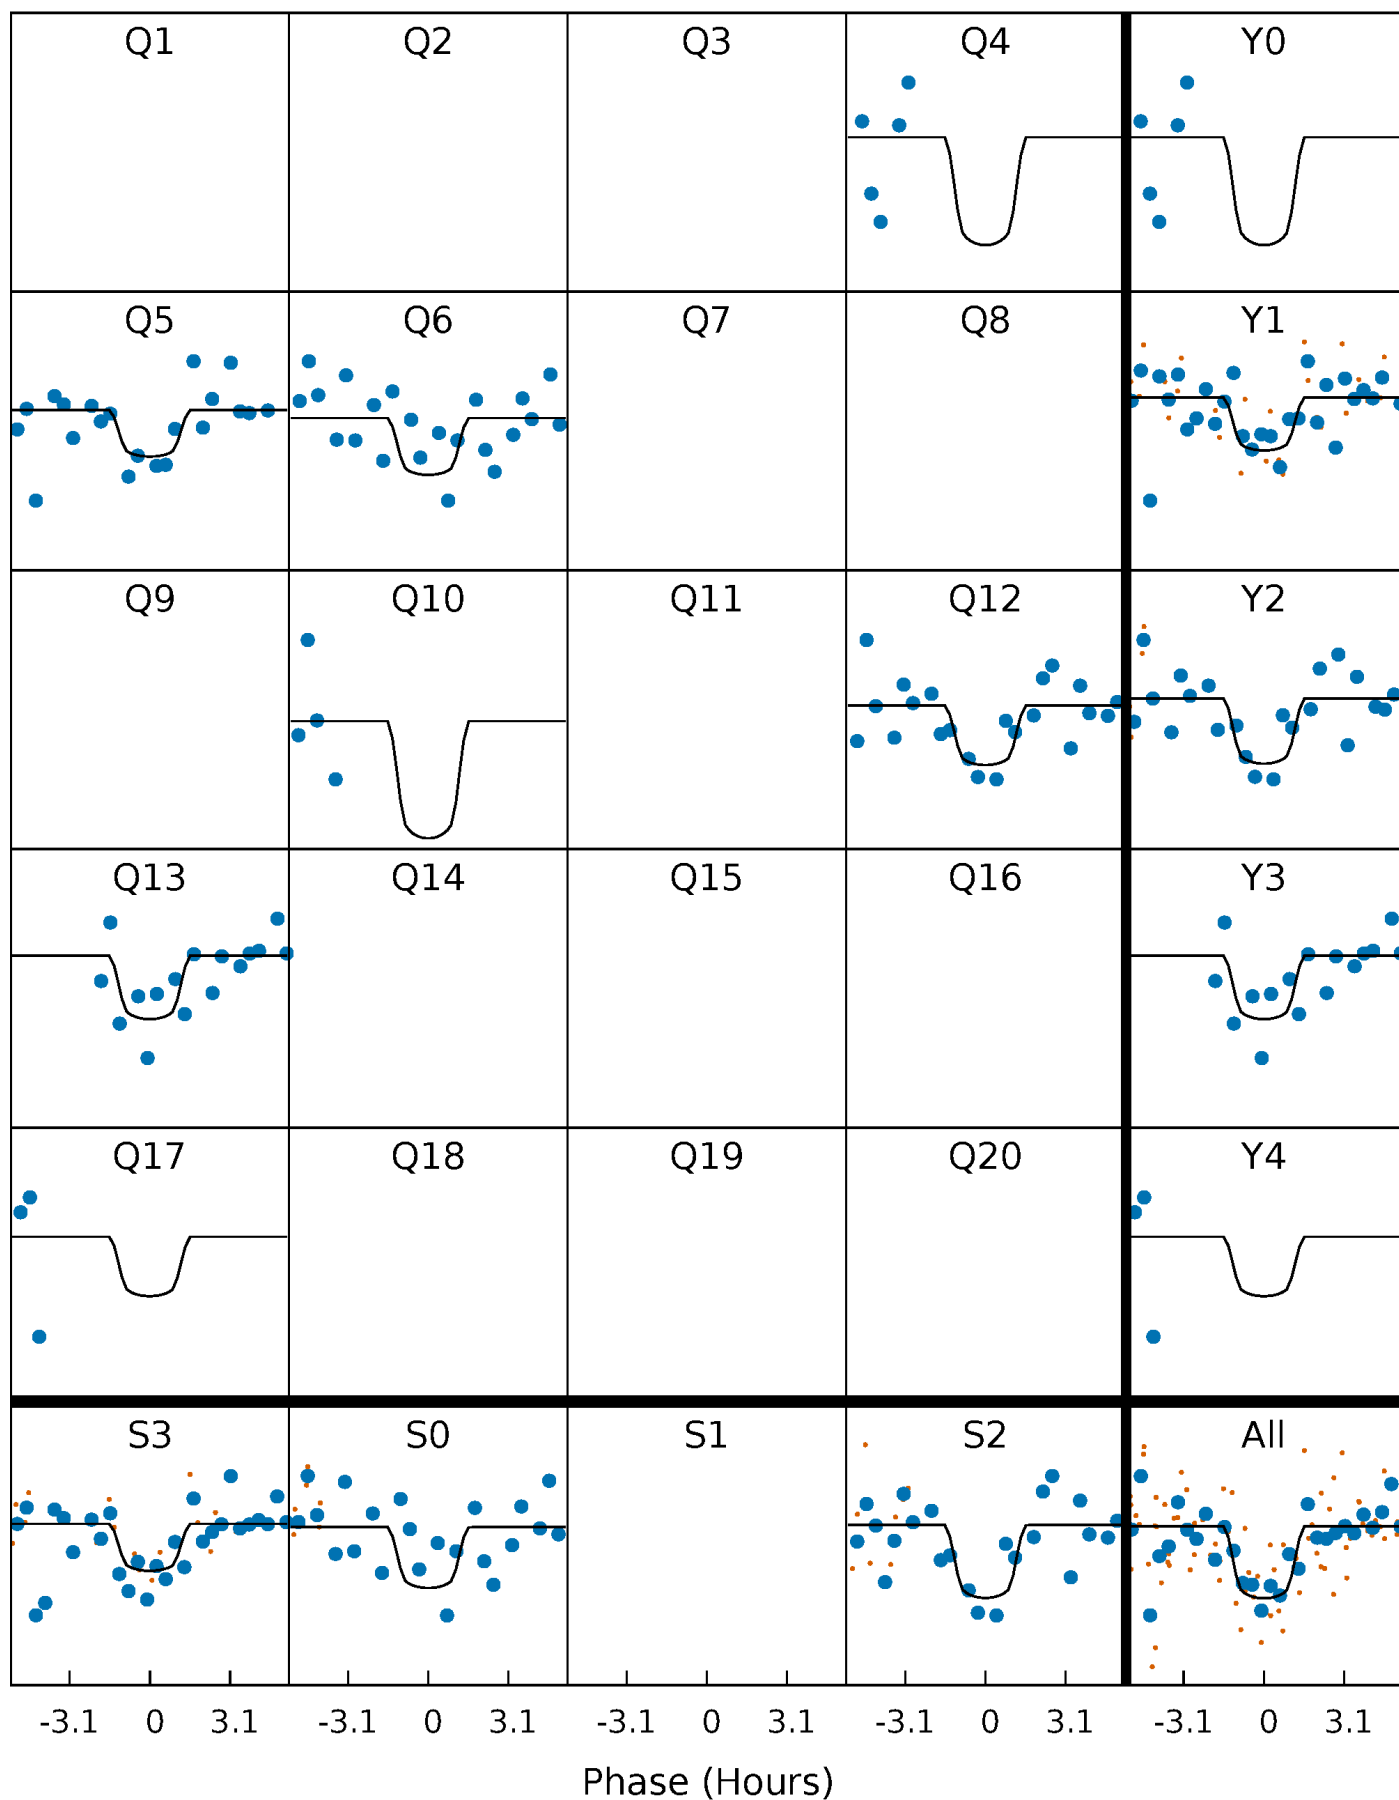 Q1 Q2 Q3 Q4 Y0
Q5 Q6 Q7 Q8 Y1
Q9 Q10 Q11 Q12 Y2
Q13 Q14 Q15 Q16 Y3
Q17 Q18 Q19 Q20 Y4
S3 S0 S1 S2 All
-3.1 0 3.1 -3.1 0 3.1 -3.1 0 3.1 -3.1 0 3.1 -3.1 0 3.1
Phase (Hours)